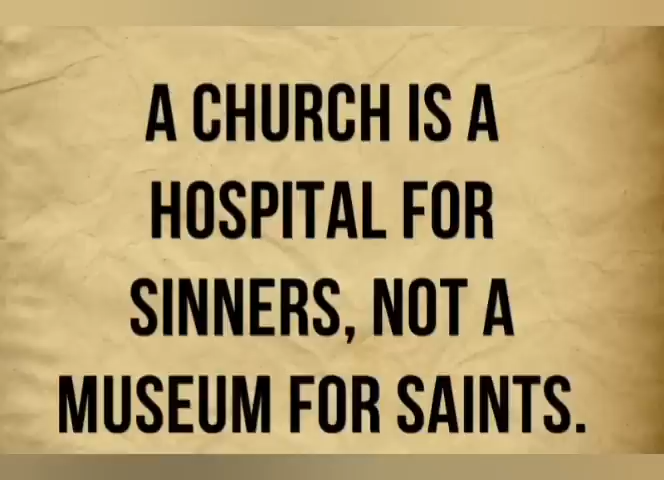 A CHURCH IS A
HOSPITAL FOR
SINNERS, NOT A
MUSEUM FOR SAINTS.